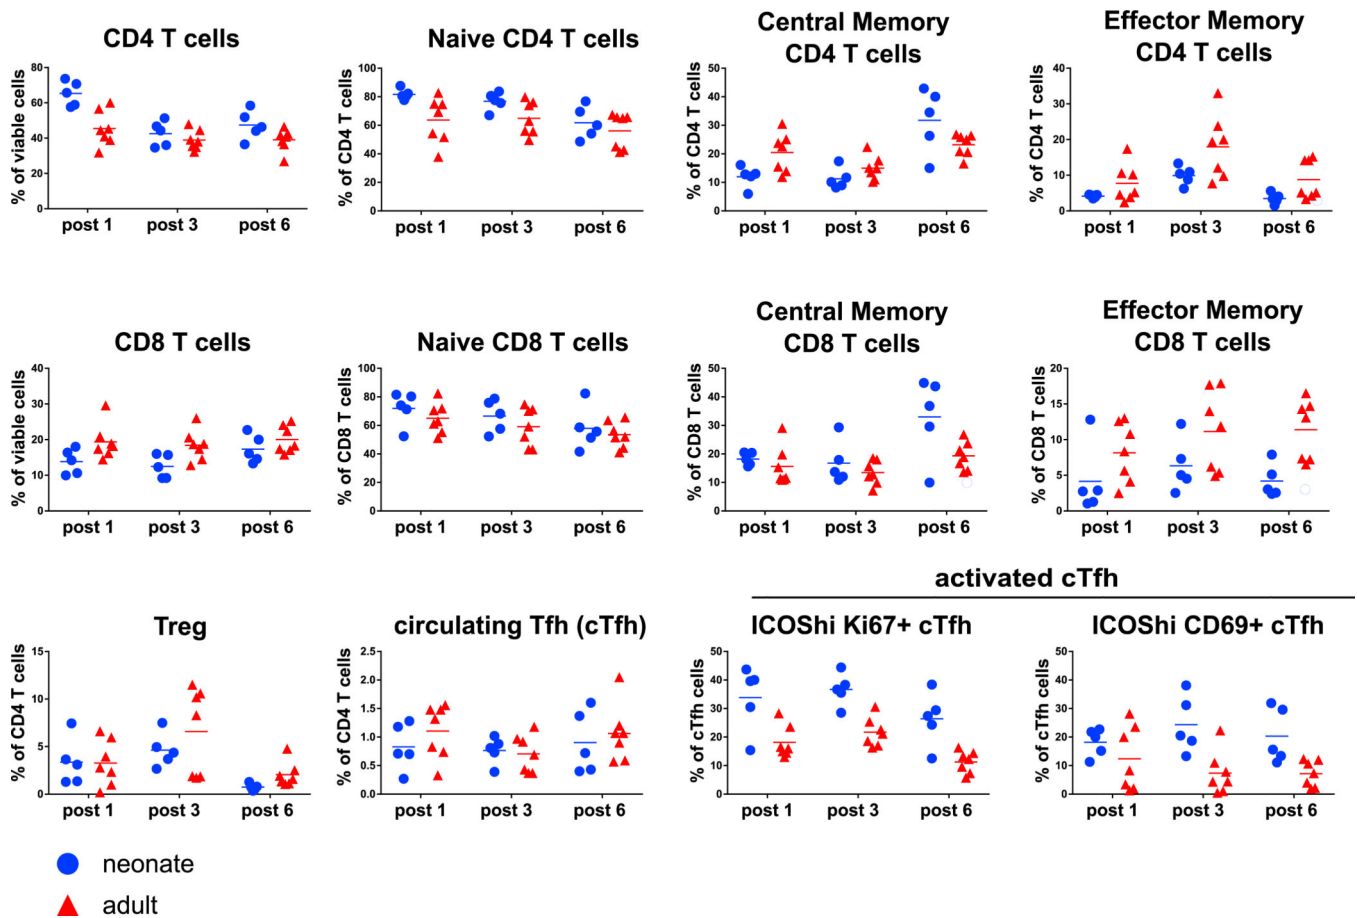 CD4 T cells
% of viable cells
80
60
40
20
0
post 1 post 3 post 6
Naive CD4 T cells
% of CD4 T cells
100
80
60
40
20
0
post 1 post 3 post 6
Central Memory
CD4 T cells
% of CD4 T cells
50
40
30
20
10
0
post 1 post 3 post 6
Effector Memory
CD4 T cells
% of CD4 T cells
40
30
20
10
0
post 1 post 3 post 6
CD8 T cells
% of viable cells
40
30
20
10
0
post 1 post 3 post 6
Naive CD8 T cells
% of CD8 T cells
100
80
60
40
20
0
post 1 post 3 post 6
Central Memory
CD8 T cells
% of CD8 T cells
50
40
30
20
10
0
post 1 post 3 post 6
Effector Memory
CD8 T cells
% of CD8 T cells
20
15
10
5
0
post 1 post 3 post 6
Treg
% of CD4 T cells
15
10
5
0
post 1 post 3 post 6
circulating Tfh (cTfh)
% of CD4 T cells
2.5
2.0
1.5
1.0
0.5
0.0
post 1 post 3 post 6
activated cTfh
ICOShi Ki67+ cTfh
% of cTfh cells
50
40
30
20
10
0
post 1 post 3 post 6
ICOShi CD69+ cTfh
% of cTfh cells
50
40
30
20
10
0
post 1 post 3 post 6
neonate
adult